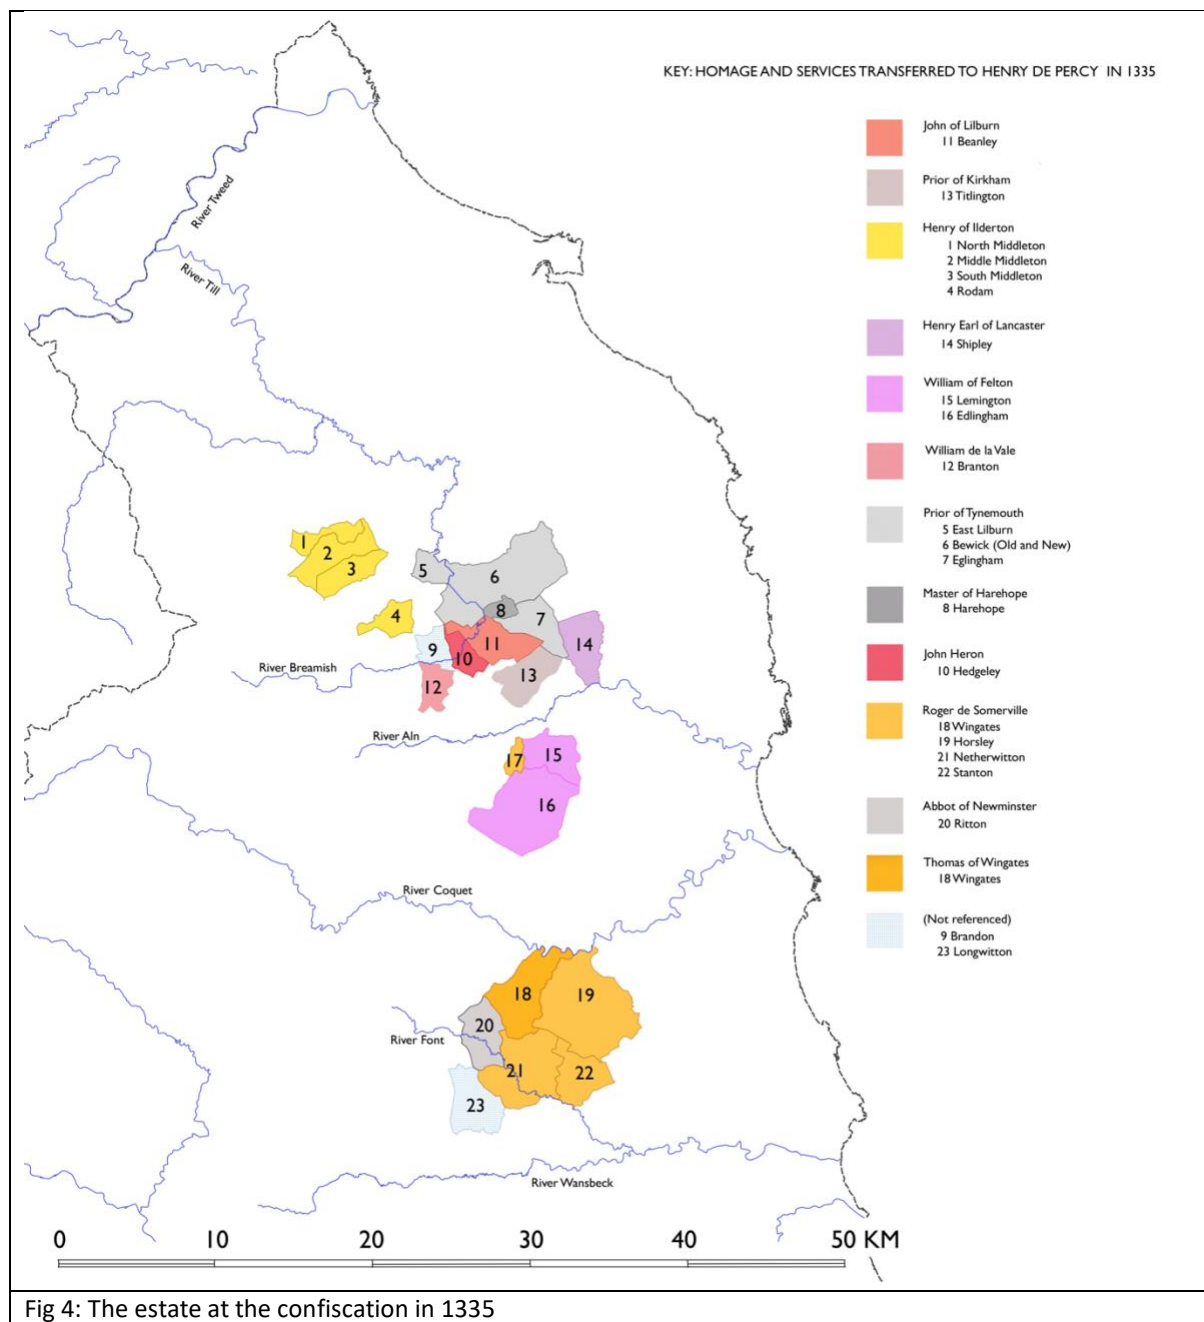 KEY: HOMAGE AND SERVICES TRANSFERRED TO HENRY DE PERCY IN 1335
John of Lilburn
11 Beanley
Prior of Kirkham
13 Titlington
Henry of Ilderton
1 North Middleton
2 Middle Middleton
3 South Middleton
4 Rodam
Henry Earl of Lancaster
14 Shipley
William of Felton
15 Lemington
16 Edlingham
William de la Vale
12 Branton
Prior of Tynemouth
5 East Lilburn
6 Bewick (Old and New)
7 Eglingham
Master of Harehope
8 Harehope
John Heron
10 Hedgeley
Roger de Somerville
18 Wingates
19 Horsley
21 Netherwitton
22 Stanton
Abbot of Newminster
20 Ritton
Thomas of Wingates
18 Wingates
(Not referenced)
9 Brandon
23 Longwitton
River Tweed
River Till
1
2
3
4
5
6
7
8
9
10
11
12
13
14
River Breamish
River Aln
15
16
17
River Coquet
18
19
20
River Font
21
22
23
River Wansbeck
0 10 20 30 40 50 KM
Fig 4: The estate at the confiscation in 1335